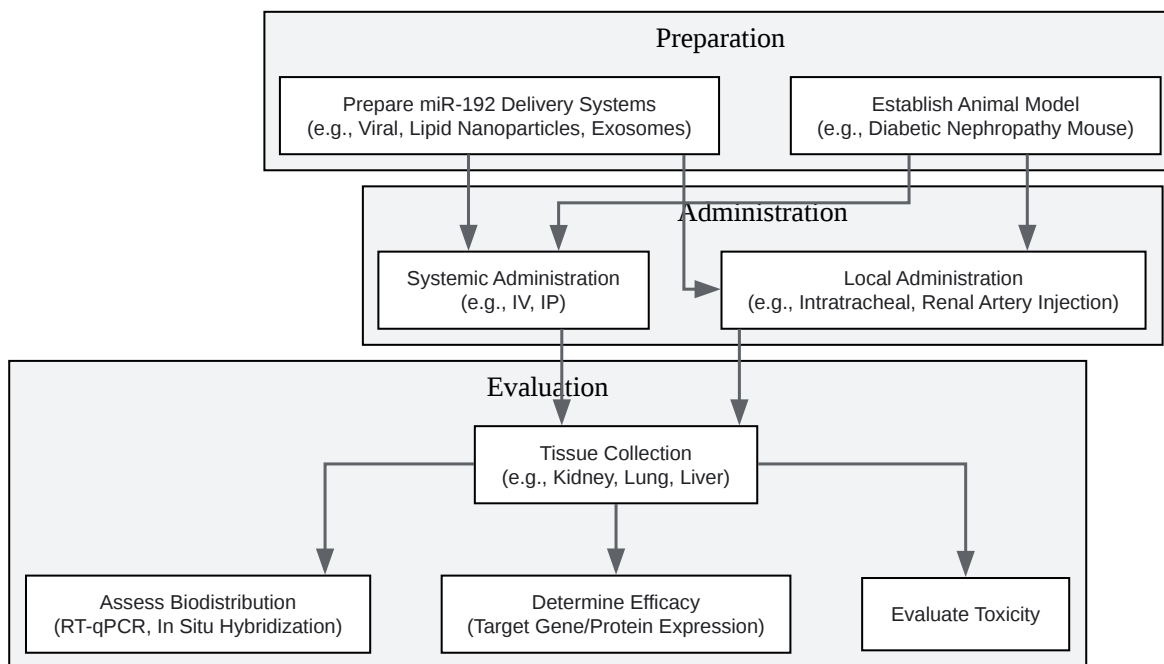 Preparation
Prepare miR-192 Delivery Systems
(e.g., Viral, Lipid Nanoparticles, Exosomes)
Establish Animal Model
(e.g., Diabetic Nephropathy Mouse)
Administration
Systemic Administration
(e.g., IV, IP)
Local Administration
(e.g., Intratracheal, Renal Artery Injection)
Evaluation
Tissue Collection
(e.g., Kidney, Lung, Liver)
Assess Biodistribution
(RT-qPCR, In Situ Hybridization)
Determine Efficacy
(Target Gene/Protein Expression)
Evaluate Toxicity